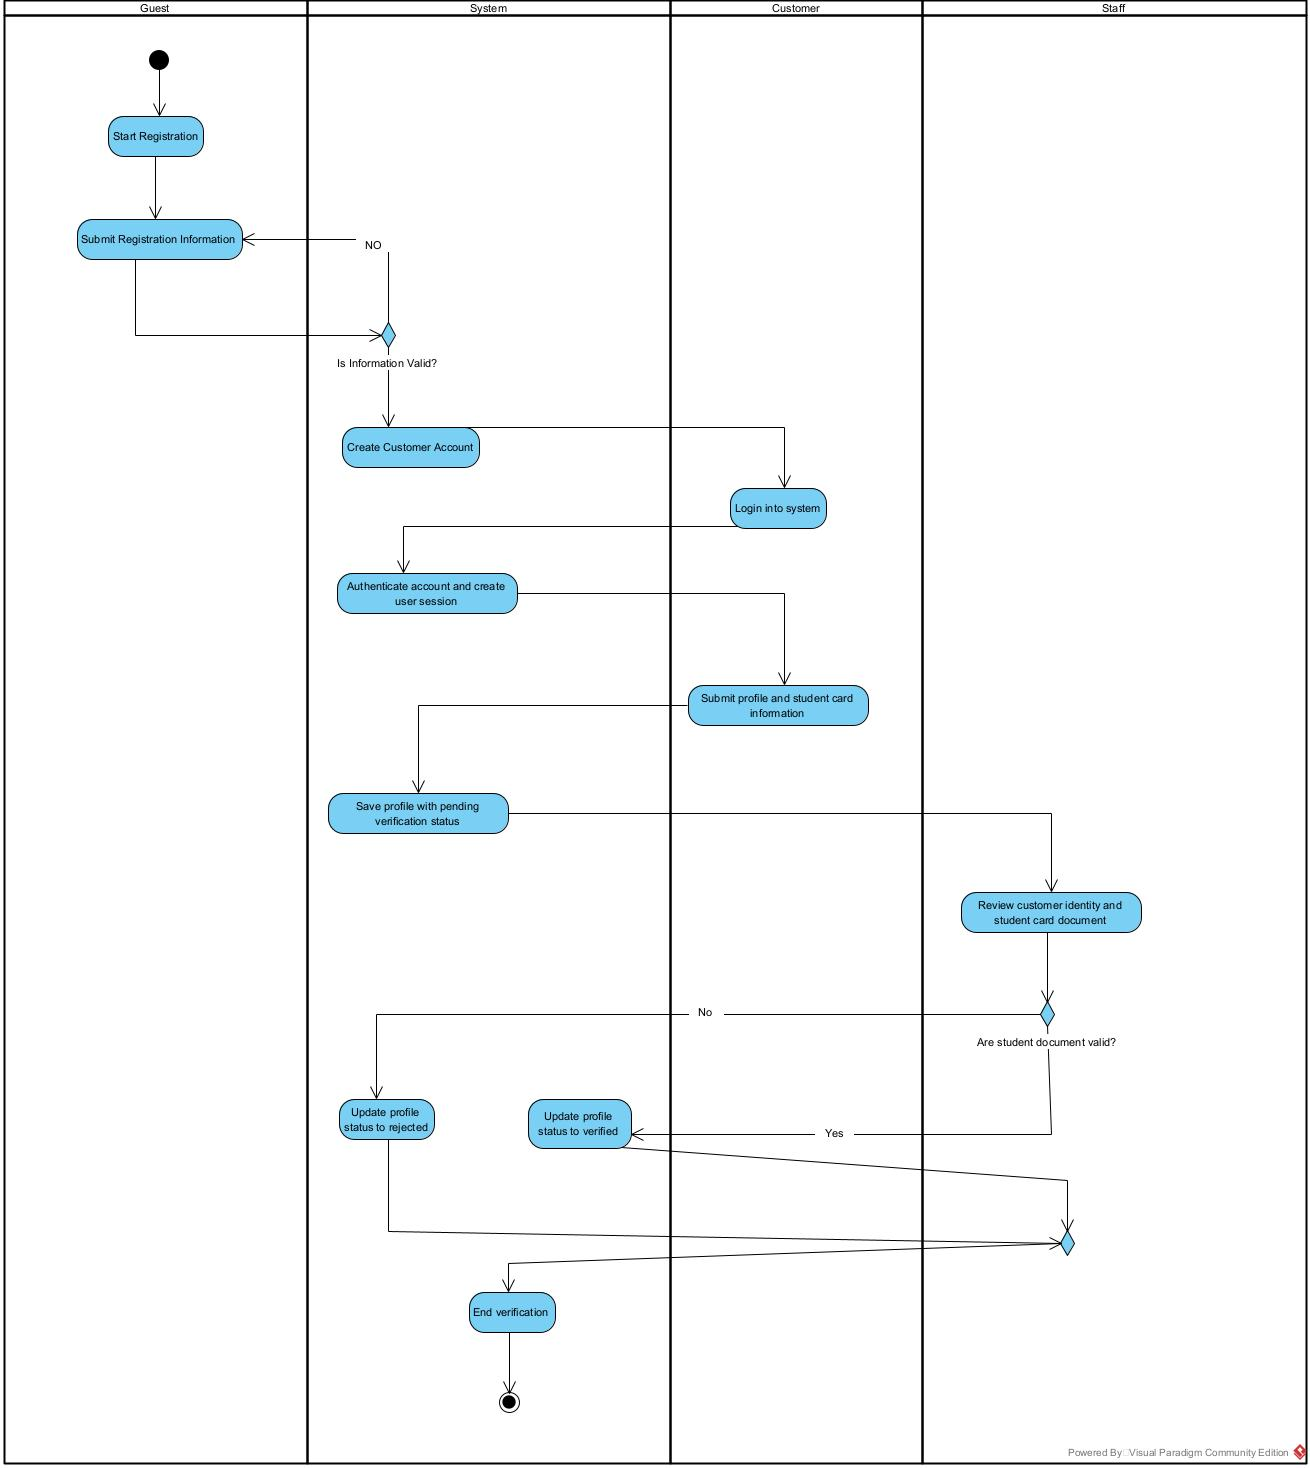 Guest
System
Customer
Staff
Start Registration
Submit Registration Information
NO
Is Information Valid?
Create Customer Account
Login into system
Authenticate account and create
user session
Submit profile and student card
information
Save profile with pending
verification status
Review customer identity and
student card document
No
Are student document valid?
Update profile
status to rejected
Update profile
status to verified
Yes
End verification
Powered By Visual Paradigm Community Edition